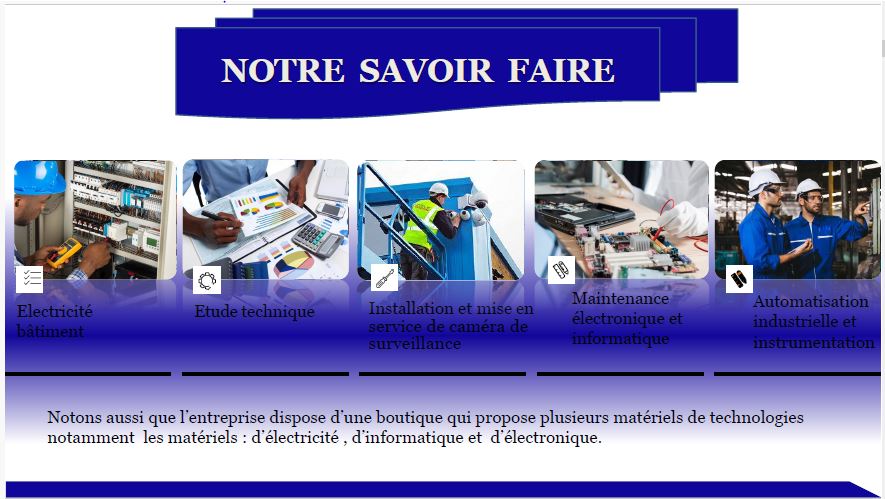 NOTRE SAVOIR FAIRE
Electricité
bâtiment
Etude technique
Installation et mise en
service de caméra de
surveillance
Maintenance
électronique et
informatique
Automatisation
industrielle et
instrumentation
Notons aussi que l’entreprise dispose d’une boutique qui propose plusieurs matériels de technologies
notamment les matériels : d’électricité , d’informatique et d’électronique.